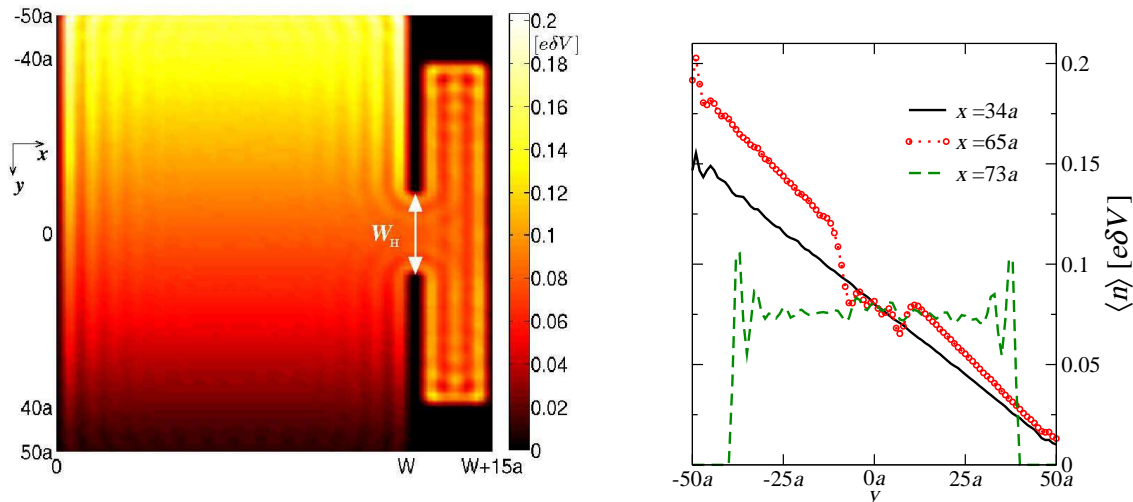 -50a
-40a
x
y
0
40a
50a
W_H
0
W
W+15a
0.2
[eδV]
0.18
0.16
0.14
0.12
0.1
0.08
0.06
0.04
0.02
0
x =34a
x =65a
x =73a
0.2
0.15
0.1
0.05
0
⟨n⟩ [eδV]
-50a
-25a
0a
25a
50a